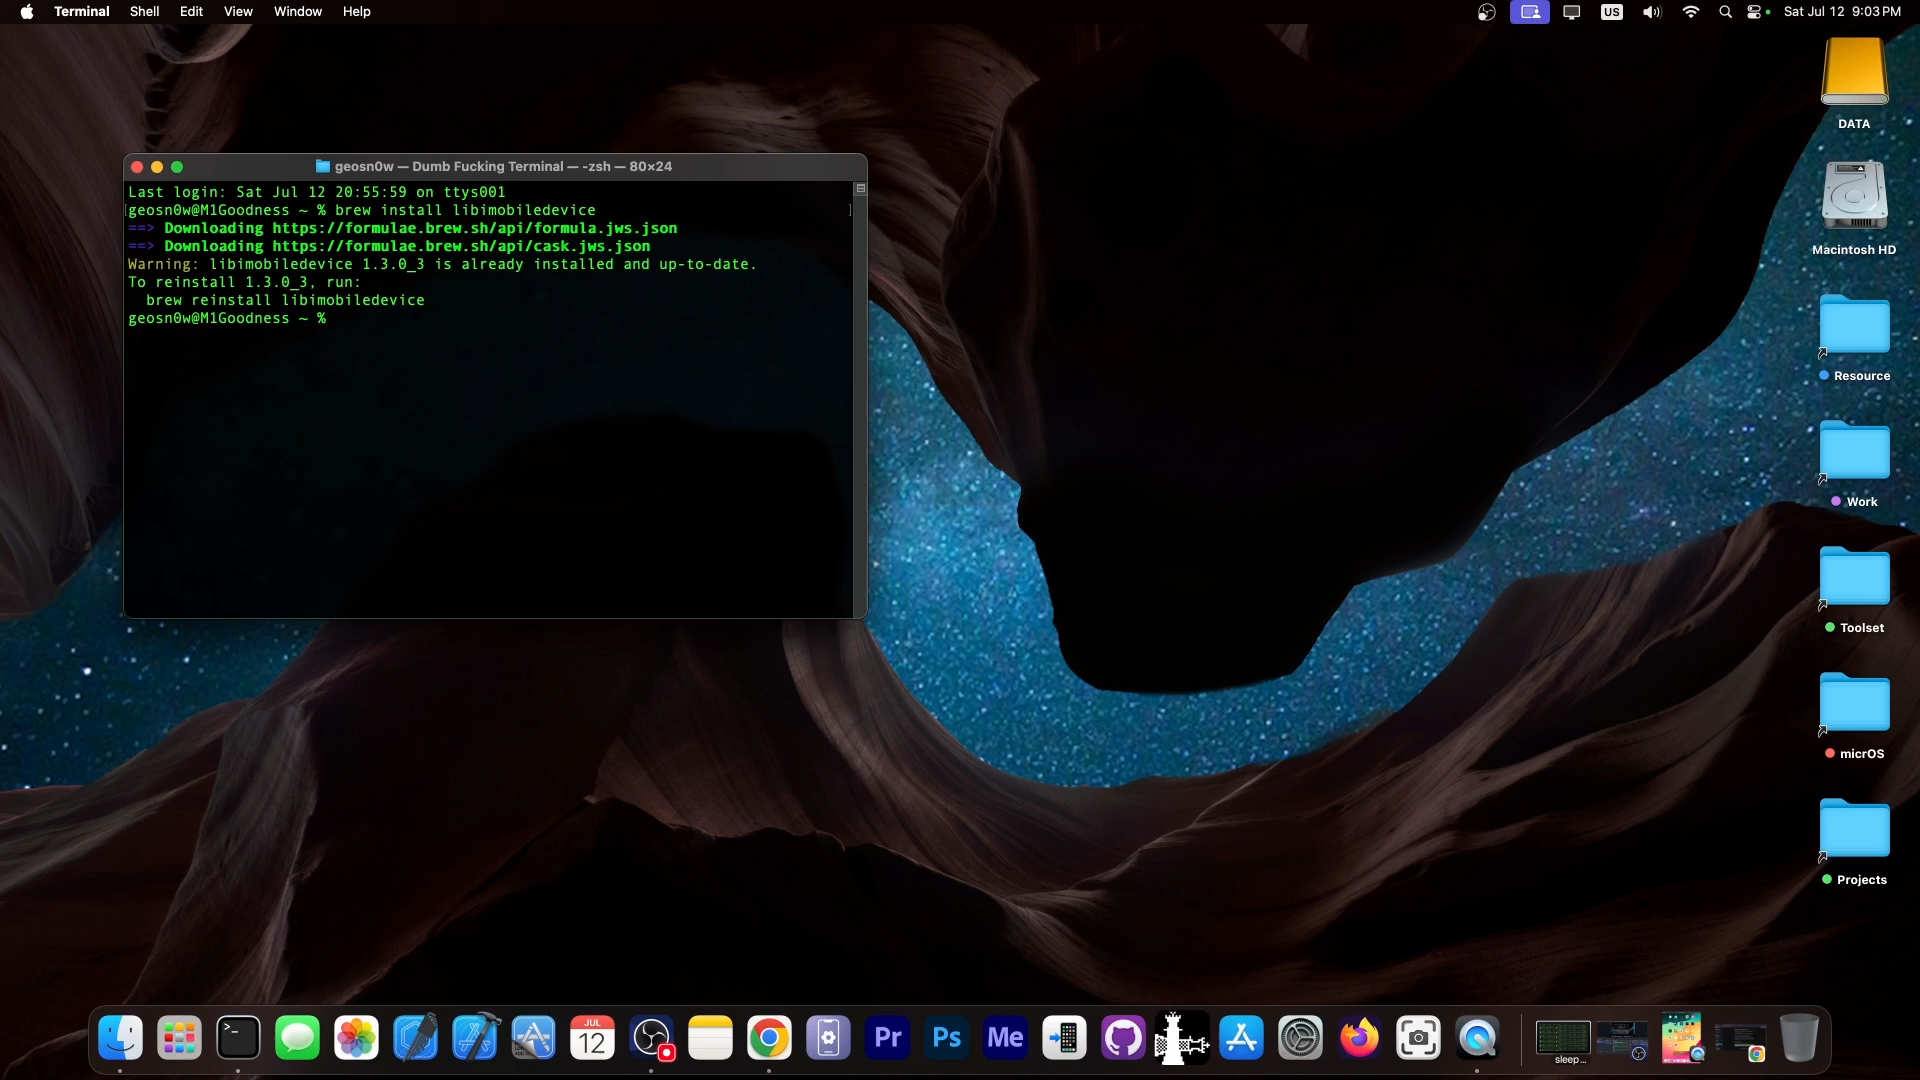 Terminal Shell Edit View Window Help US Sat Jul 12 9:03 PM
DATA
geosn0w — Dumb Fucking Terminal — -zsh — 80×24
Last login: Sat Jul 12 20:55:59 on ttys001
[geosn0w@M1Goodness ~ % brew install libimobiledevice ]
==> Downloading https://formulae.brew.sh/api/formula.jws.json
==> Downloading https://formulae.brew.sh/api/cask.jws.json
Warning: libimobiledevice 1.3.0_3 is already installed and up-to-date.
To reinstall 1.3.0_3, run:
  brew reinstall libimobiledevice
geosn0w@M1Goodness ~ %
Macintosh HD
Resource
Work
Toolset
micrOS
Projects
>_
JUL
12
Pr Ps Me
sleep...